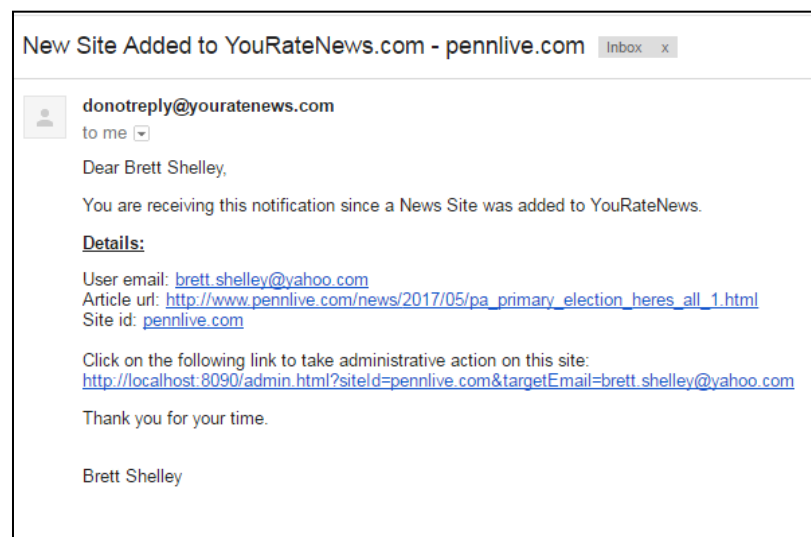 New Site Added to YouRateNews.com - pennlive.com Inbox x
donotreply@youratenews.com
to me
Dear Brett Shelley,
You are receiving this notification since a News Site was added to YouRateNews.
Details:
User email: brett.shelley@yahoo.com
Article url: http://www.pennlive.com/news/2017/05/pa_primary_election_heres_all_1.html
Site id: pennlive.com
Click on the following link to take administrative action on this site:
http://localhost:8090/admin.html?siteId=pennlive.com&targetEmail=brett.shelley@yahoo.com
Thank you for your time.
Brett Shelley